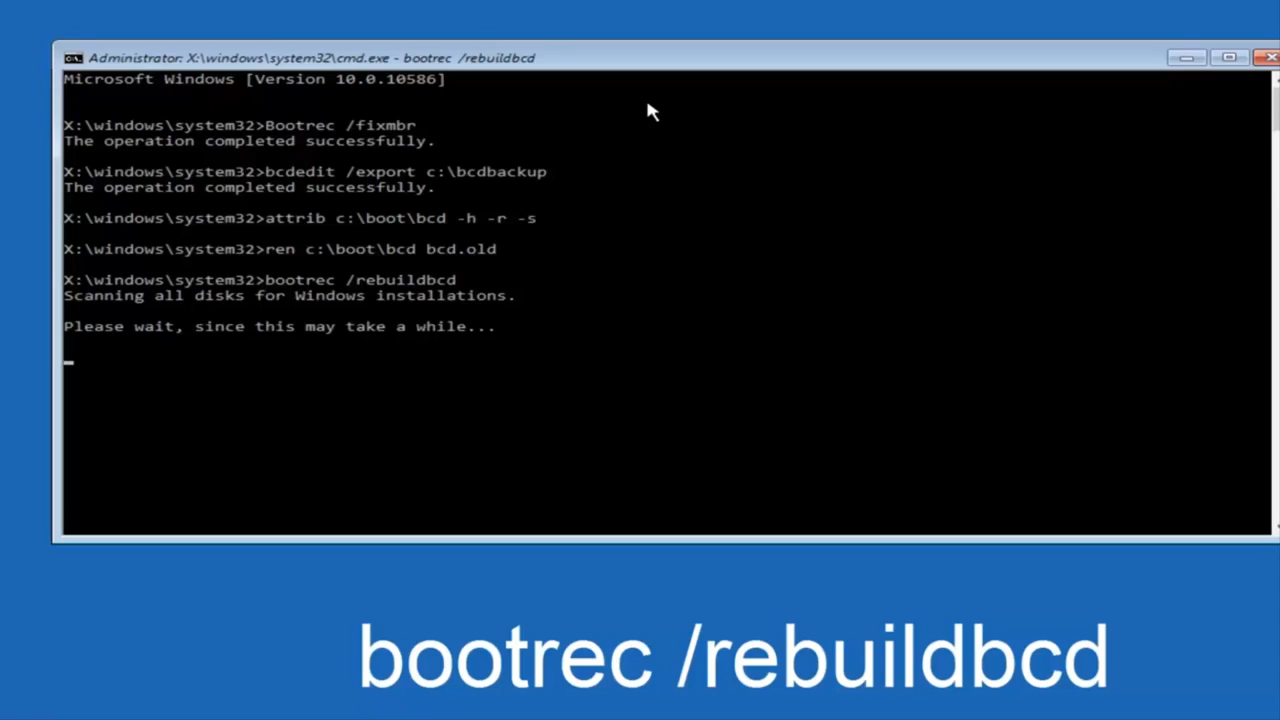 Administrator: X:\windows\system32\cmd.exe - bootrec /rebuildbcd
Microsoft Windows [Version 10.0.10586]
X:\windows\system32>Bootrec /fixmbr
The operation completed successfully.
X:\windows\system32>bcdedit /export c:\bcdbackup
The operation completed successfully.
X:\windows\system32>attrib c:\boot\bcd -h -r -s
X:\windows\system32>ren c:\boot\bcd bcd.old
X:\windows\system32>bootrec /rebuildbcd
Scanning all disks for Windows installations.
Please wait, since this may take a while...
bootrec /rebuildbcd